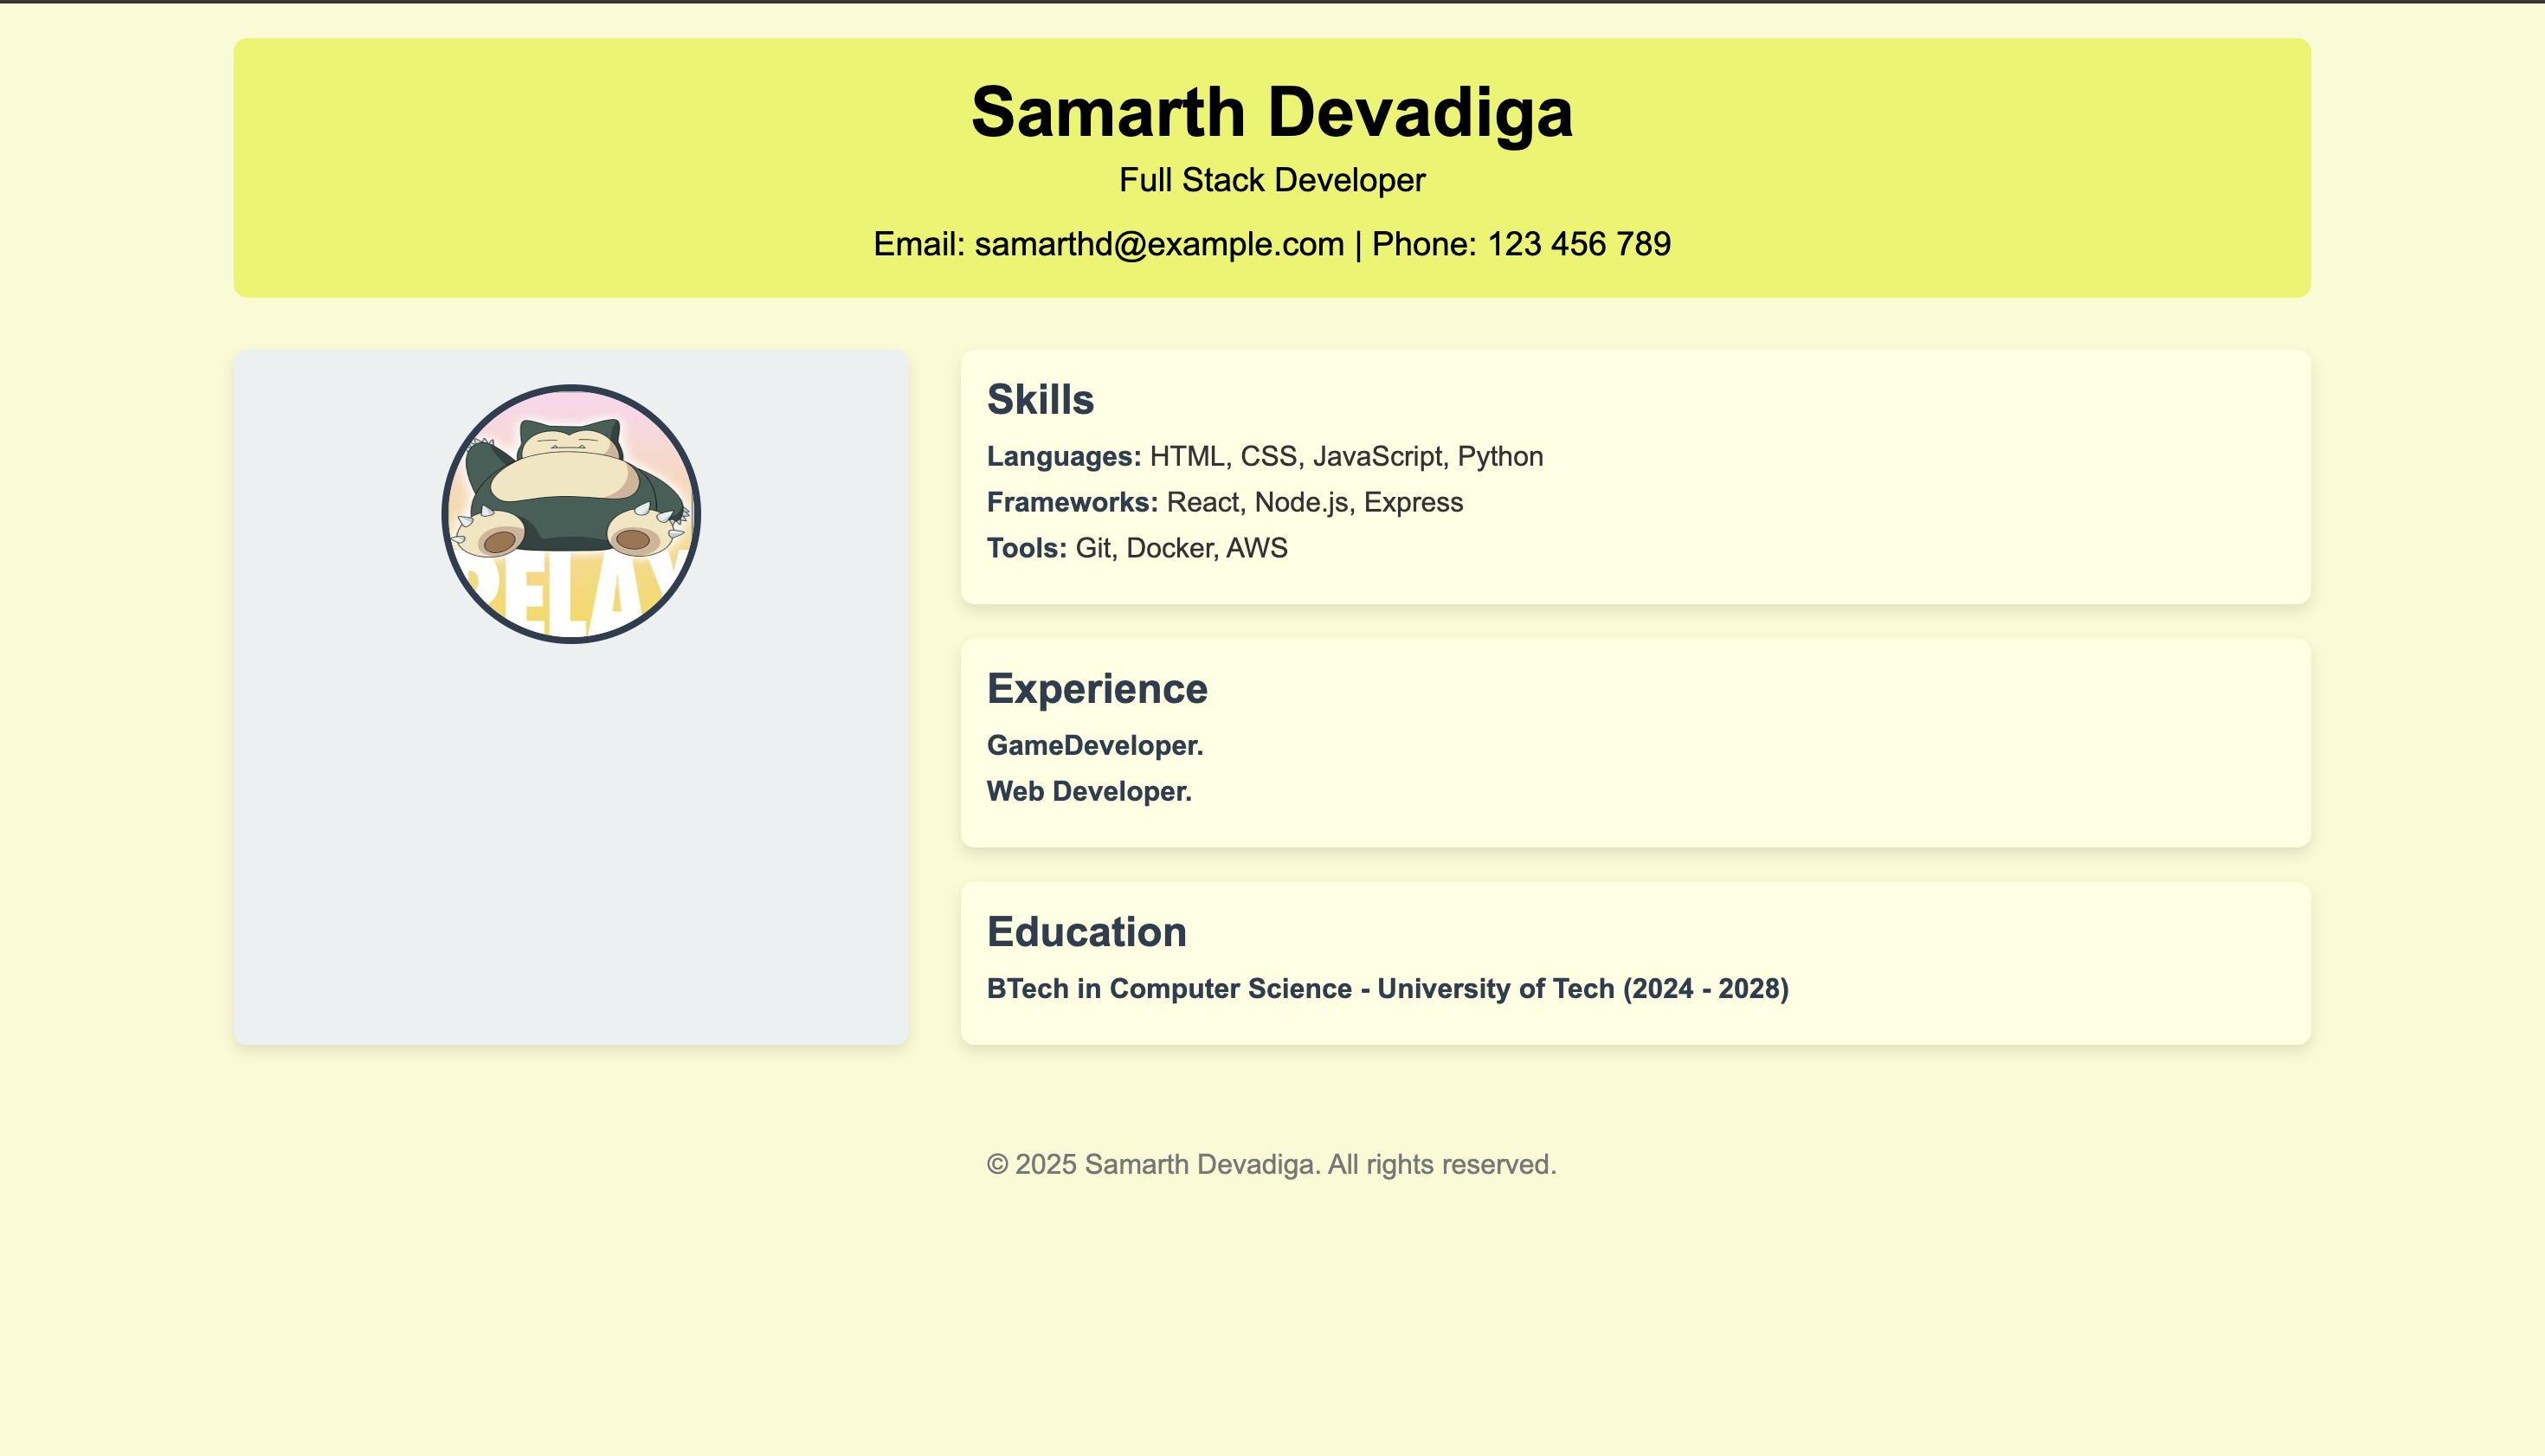 Samarth Devadiga
Full Stack Developer
Email: samarthd@example.com | Phone: 123 456 789
RELAX
Skills
Languages: HTML, CSS, JavaScript, Python
Frameworks: React, Node.js, Express
Tools: Git, Docker, AWS
Experience
GameDeveloper.
Web Developer.
Education
BTech in Computer Science - University of Tech (2024 - 2028)
© 2025 Samarth Devadiga. All rights reserved.